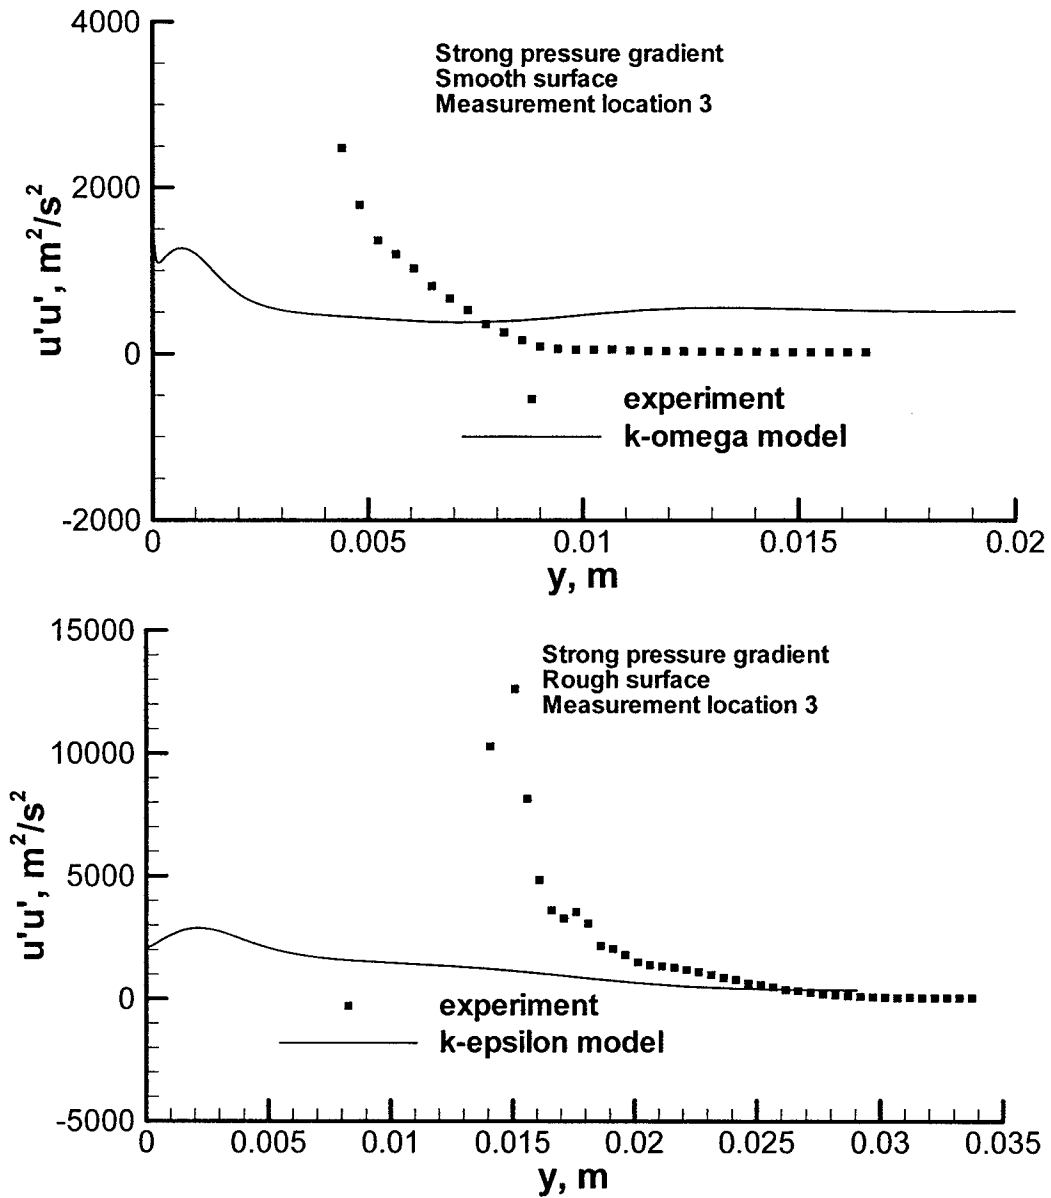 4000
Strong pressure gradient
Smooth surface
Measurement location 3
2000
u'u', m²/s²
0
experiment
k-omega model
-2000
0 0.005 0.01 0.015 0.02
y, m
15000
Strong pressure gradient
Rough surface
Measurement location 3
10000
u'u', m²/s²
5000
0
experiment
k-epsilon model
-5000
0 0.005 0.01 0.015 0.02 0.025 0.03 0.035
y, m